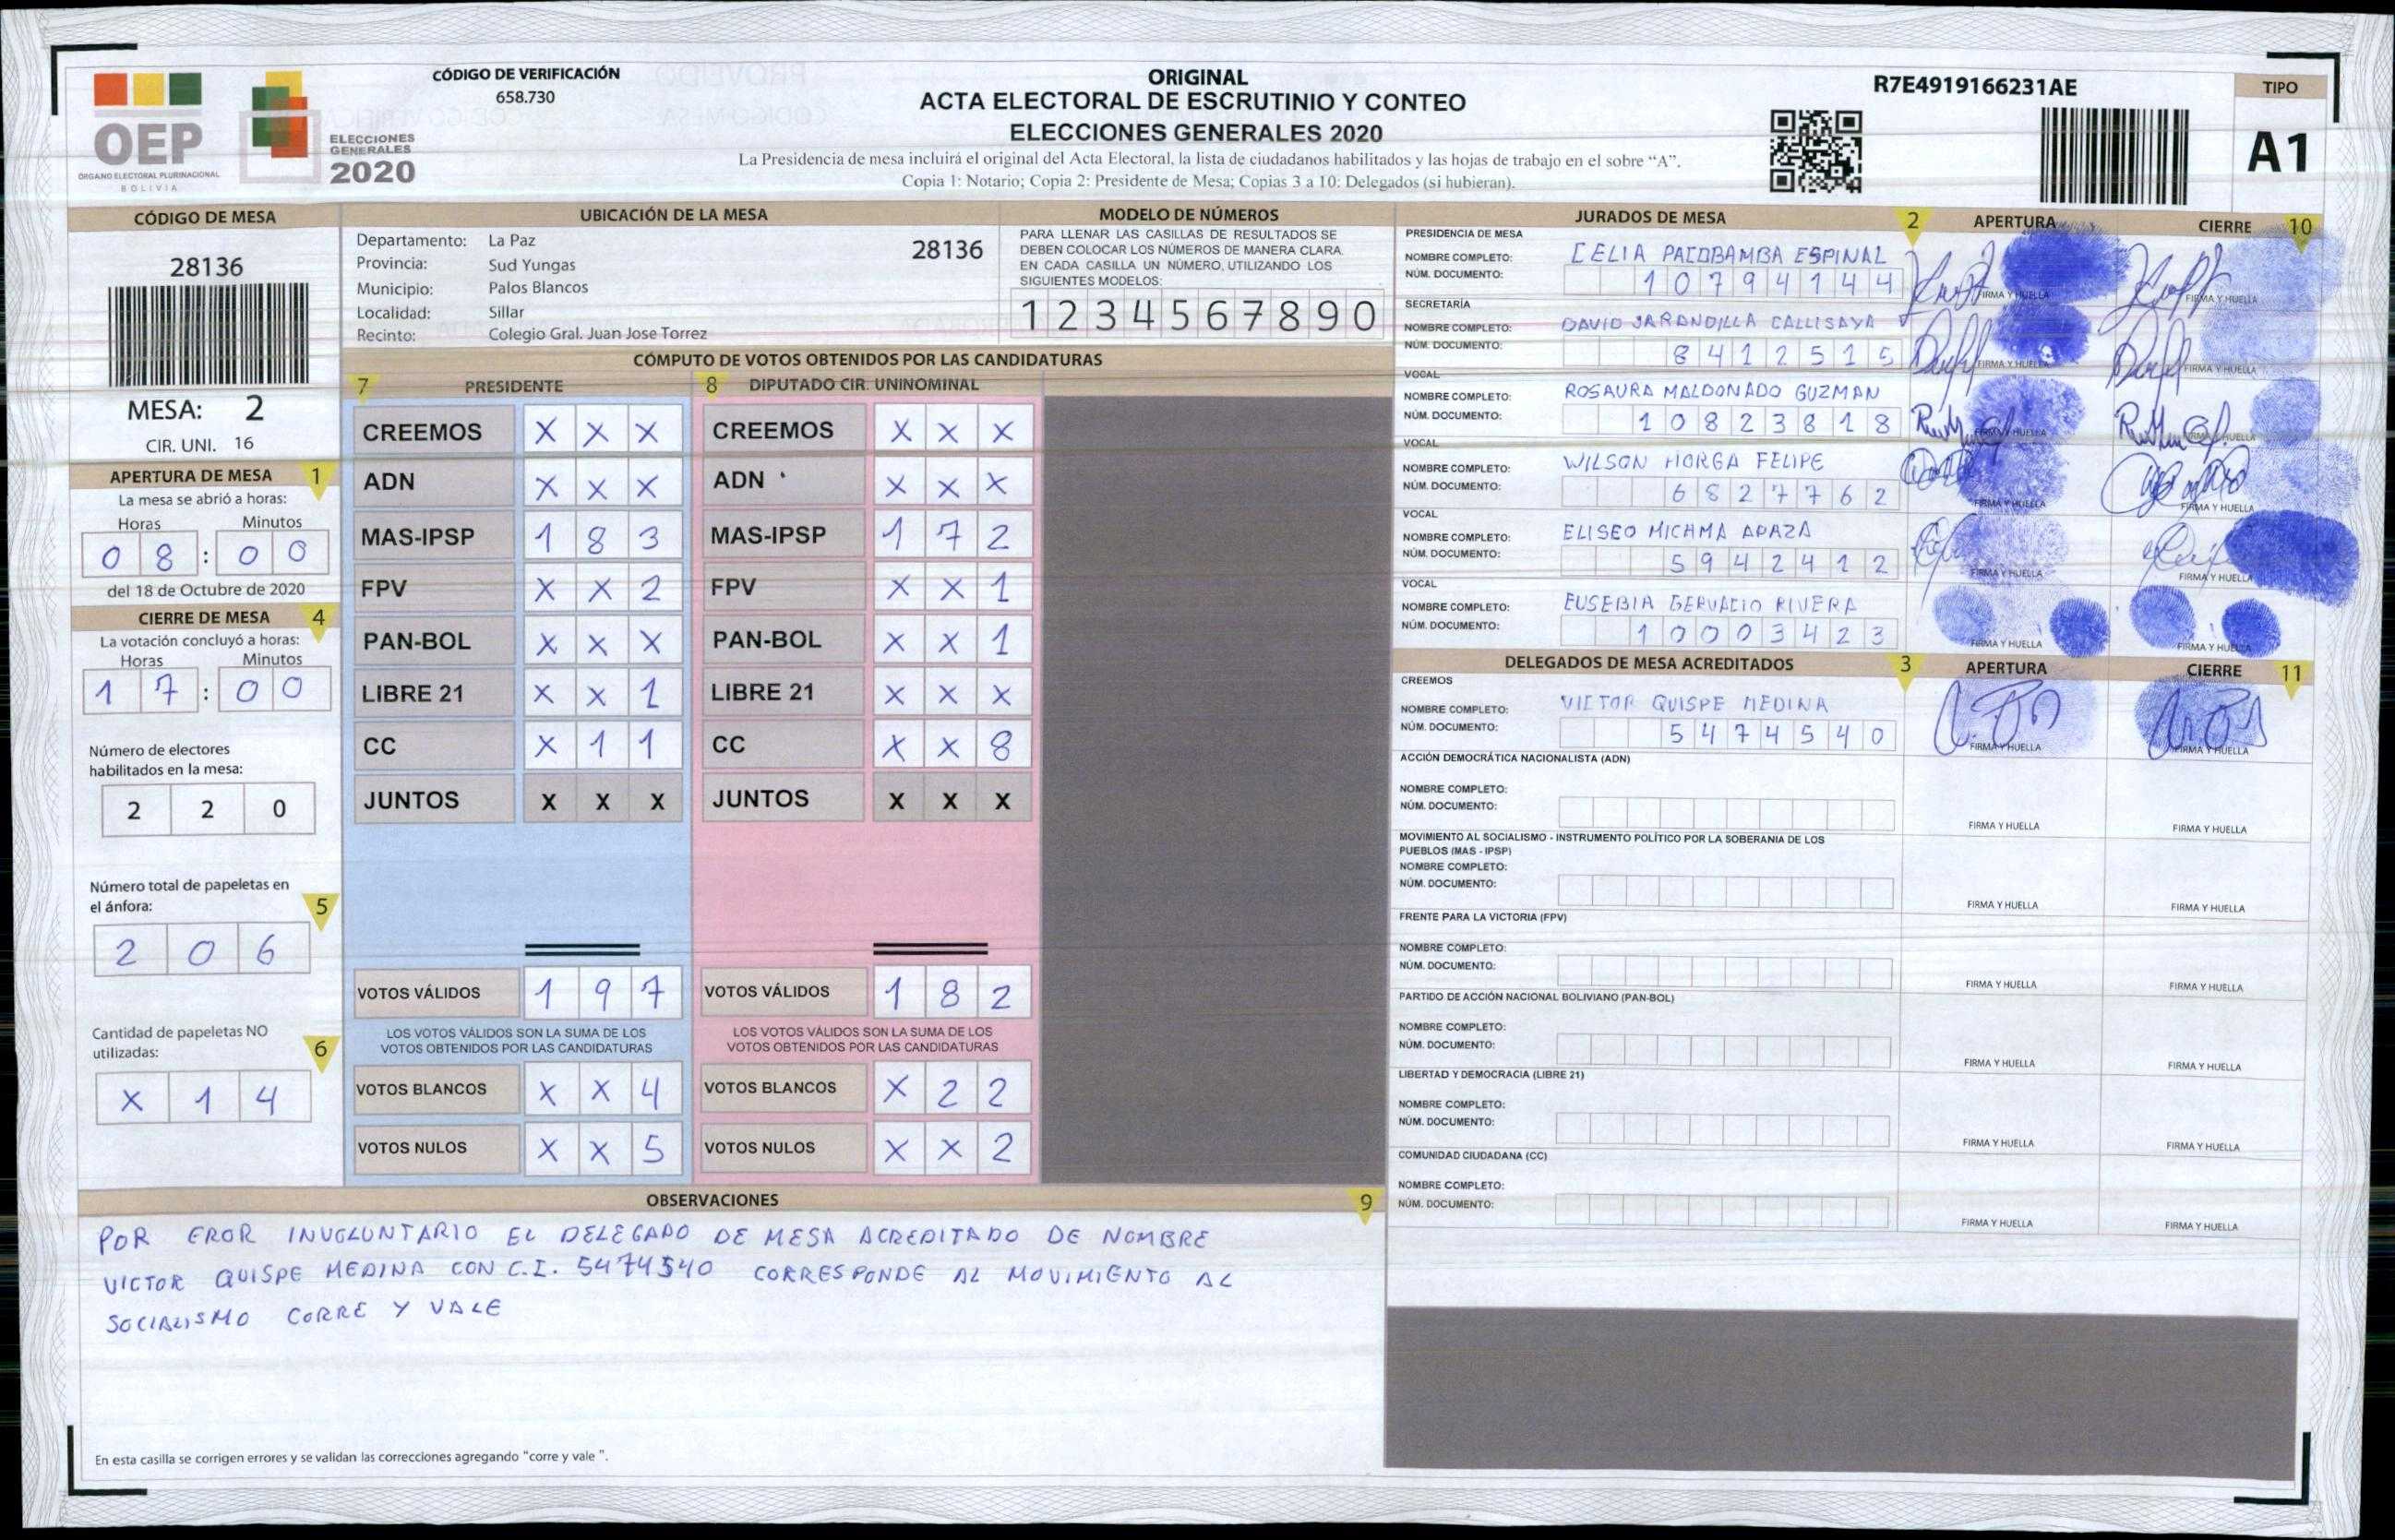 CÓDIGO DE VERIFICACIÓN
658.730
OEP
ÓRGANO ELECTORAL PLURINACIONAL
BOLIVIA
ELECCIONES
GENERALES
2020
ORIGINAL
ACTA ELECTORAL DE ESCRUTINIO Y CONTEO
ELECCIONES GENERALES 2020
La Presidencia de mesa incluirá el original del Acta Electoral, la lista de ciudadanos habilitados y las hojas de trabajo en el sobre “A”.
Copia 1: Notario; Copia 2: Presidente de Mesa; Copias 3 a 10: Delegados (si hubieran).
R7E4919166231AE
TIPO
A1
CÓDIGO DE MESA
28136
MESA: 2
CIR. UNI. 16
APERTURA DE MESA 1
La mesa se abrió a horas:
Horas Minutos
0 8 : 0 0
del 18 de Octubre de 2020
CIERRE DE MESA 4
La votación concluyó a horas:
Horas Minutos
1 7 : 0 0
Número de electores
habilitados en la mesa:
2 2 0
Número total de papeletas en
el ánfora: 5
2 0 6
Cantidad de papeletas NO
utilizadas: 6
X 1 4
UBICACIÓN DE LA MESA
Departamento: La Paz 28136
Provincia: Sud Yungas
Municipio: Palos Blancos
Localidad: Sillar
Recinto: Colegio Gral. Juan Jose Torrez
MODELO DE NÚMEROS
PARA LLENAR LAS CASILLAS DE RESULTADOS SE
DEBEN COLOCAR LOS NÚMEROS DE MANERA CLARA.
EN CADA CASILLA UN NÚMERO, UTILIZANDO LOS
SIGUIENTES MODELOS:
1 2 3 4 5 6 7 8 9 0
CÓMPUTO DE VOTOS OBTENIDOS POR LAS CANDIDATURAS
7 PRESIDENTE 8 DIPUTADO CIR. UNINOMINAL
CREEMOS X X X CREEMOS X X X
ADN X X X ADN X X X
MAS-IPSP 1 8 3 MAS-IPSP 1 7 2
FPV X X 2 FPV X X 1
PAN-BOL X X X PAN-BOL X X 1
LIBRE 21 X X 1 LIBRE 21 X X X
CC X 1 1 CC X X 8
JUNTOS X X X JUNTOS X X X
VOTOS VÁLIDOS 1 9 7 VOTOS VÁLIDOS 1 8 2
LOS VOTOS VÁLIDOS SON LA SUMA DE LOS LOS VOTOS VÁLIDOS SON LA SUMA DE LOS
VOTOS OBTENIDOS POR LAS CANDIDATURAS VOTOS OBTENIDOS POR LAS CANDIDATURAS
VOTOS BLANCOS X X 4 VOTOS BLANCOS X 2 2
VOTOS NULOS X X 5 VOTOS NULOS X X 2
OBSERVACIONES 9
POR EROR INVOLUNTARIO EL DELEGADO DE MESA ACREDITADO DE NOMBRE
VICTOR QUISPE MEDINA CON C.I. 5474540 CORRESPONDE AL MOVIMIENTO AL
SOCIALISMO CORRE Y VALE
En esta casilla se corrigen errores y se validan las correcciones agregando “corre y vale ”.
JURADOS DE MESA 2 APERTURA CIERRE 10
PRESIDENCIA DE MESA
NOMBRE COMPLETO: CELIA PACOBAMBA ESPINAL
NÚM. DOCUMENTO: 1 0 7 9 4 1 4 4 FIRMA Y HUELLA FIRMA Y HUELLA
SECRETARÍA
NOMBRE COMPLETO: DAVID JARANDILLA CALLISAYA
NÚM. DOCUMENTO: 8 4 1 2 5 1 5 FIRMA Y HUELLA FIRMA Y HUELLA
VOCAL
NOMBRE COMPLETO: ROSAURA MALDONADO GUZMAN
NÚM. DOCUMENTO: 1 0 8 2 3 8 1 8 FIRMA Y HUELLA FIRMA Y HUELLA
VOCAL
NOMBRE COMPLETO: WILSON HORGA FELIPE
NÚM. DOCUMENTO: 6 8 2 7 7 6 2 FIRMA Y HUELLA FIRMA Y HUELLA
VOCAL
NOMBRE COMPLETO: ELISEO MICHMA APAZA
NÚM. DOCUMENTO: 5 9 4 2 4 1 2 FIRMA Y HUELLA FIRMA Y HUELLA
VOCAL
NOMBRE COMPLETO: EUSEBIA GERVACIO RIVERA
NÚM. DOCUMENTO: 1 0 0 0 3 4 2 3 FIRMA Y HUELLA FIRMA Y HUELLA
DELEGADOS DE MESA ACREDITADOS 3 APERTURA CIERRE 11
CREEMOS
NOMBRE COMPLETO: VICTOR QUISPE MEDINA
NÚM. DOCUMENTO: 5 4 7 4 5 4 0 FIRMA Y HUELLA FIRMA Y HUELLA
ACCIÓN DEMOCRÁTICA NACIONALISTA (ADN)
NOMBRE COMPLETO:
NÚM. DOCUMENTO:
FIRMA Y HUELLA FIRMA Y HUELLA
MOVIMIENTO AL SOCIALISMO - INSTRUMENTO POLÍTICO POR LA SOBERANIA DE LOS
PUEBLOS (MAS - IPSP)
NOMBRE COMPLETO:
NÚM. DOCUMENTO:
FIRMA Y HUELLA FIRMA Y HUELLA
FRENTE PARA LA VICTORIA (FPV)
NOMBRE COMPLETO:
NÚM. DOCUMENTO:
FIRMA Y HUELLA FIRMA Y HUELLA
PARTIDO DE ACCIÓN NACIONAL BOLIVIANO (PAN-BOL)
NOMBRE COMPLETO:
NÚM. DOCUMENTO:
FIRMA Y HUELLA FIRMA Y HUELLA
LIBERTAD Y DEMOCRACIA (LIBRE 21)
NOMBRE COMPLETO:
NÚM. DOCUMENTO:
FIRMA Y HUELLA FIRMA Y HUELLA
COMUNIDAD CIUDADANA (CC)
NOMBRE COMPLETO:
NÚM. DOCUMENTO:
FIRMA Y HUELLA FIRMA Y HUELLA